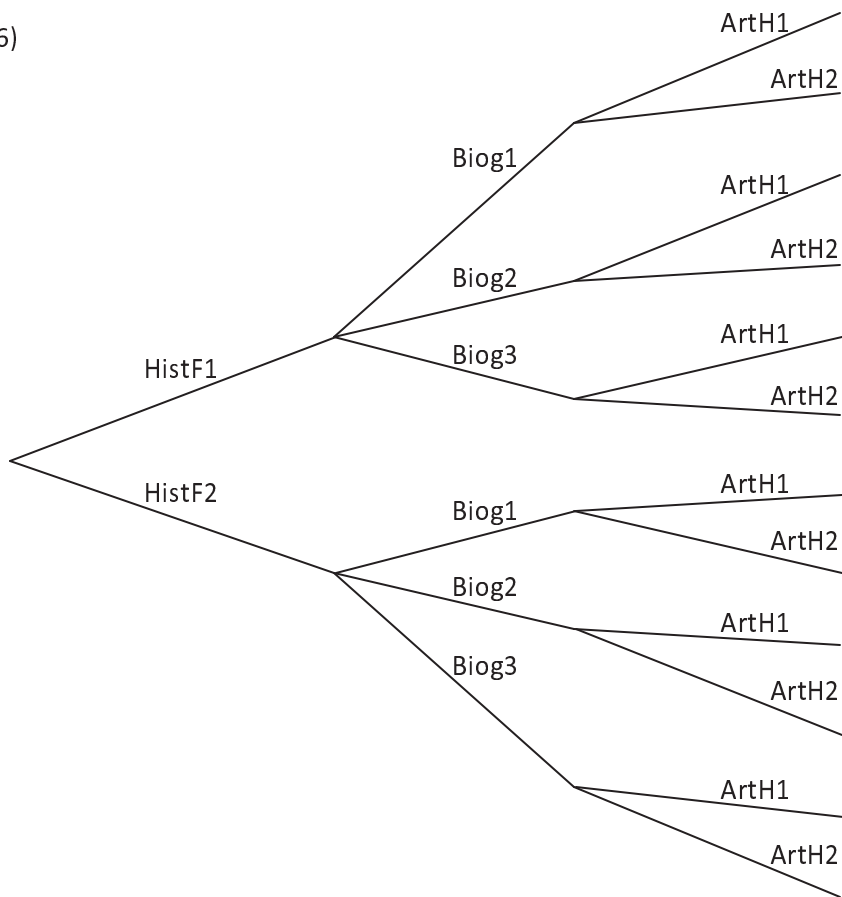 6)
ArtH1
ArtH2
Biog1
ArtH1
ArtH2
Biog2
ArtH1
Biog3
HistF1
ArtH2
HistF2
ArtH1
Biog1
ArtH2
Biog2
ArtH1
Biog3
ArtH2
ArtH1
ArtH2